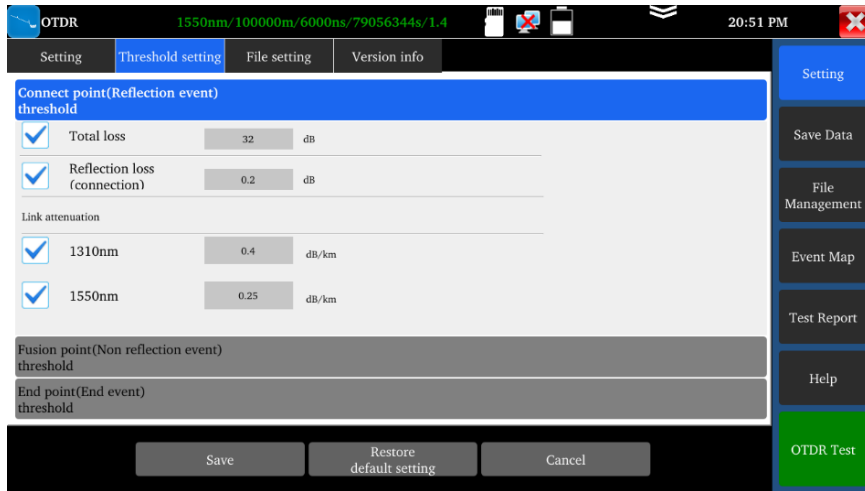 OTDR
1550nm/100000m/6000ns/79056344s/1.4
20:51 PM
Setting
Threshold setting
File setting
Version info
Connect point(Reflection event)
threshold
Total loss
32
dB
Reflection loss
(connection)
0.2
dB
Link attenuation
1310nm
0.4
dB/km
1550nm
0.25
dB/km
Fusion point(Non reflection event)
threshold
End point(End event)
threshold
Save
Restore
default setting
Cancel
Setting
Save Data
File
Management
Event Map
Test Report
Help
OTDR Test